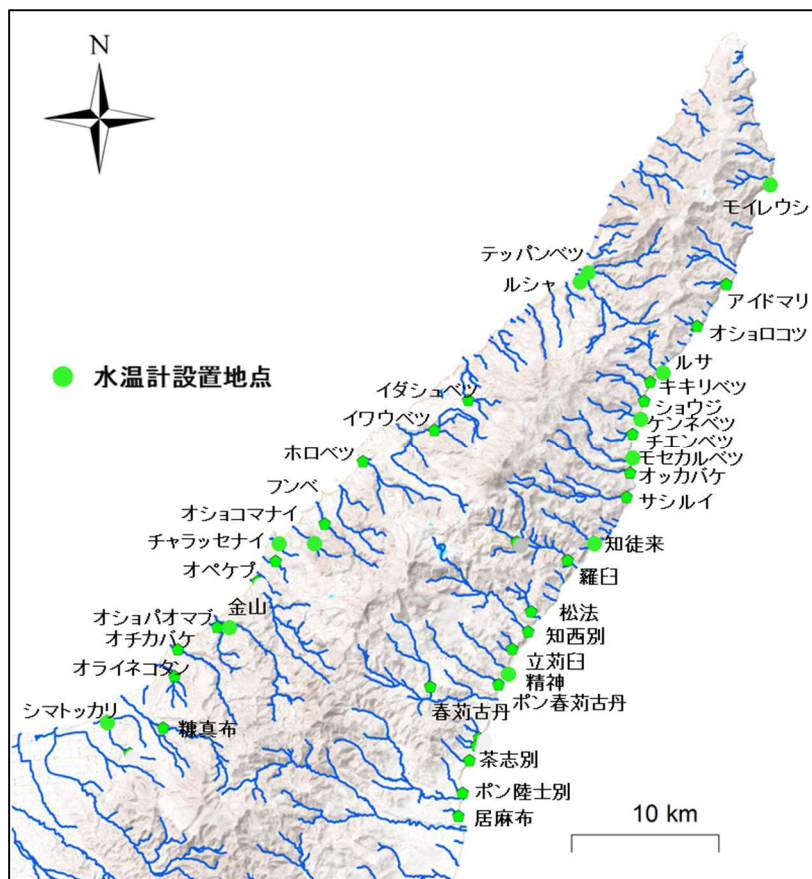 N
モイレウシ
テッパンベツ
ルシャ
アイドマリ
オショロコツ
水温計設置地点
ルサ
イダシュベツ
キキリベツ
ショウジ
イワウベツ
ケンネベツ
チエンベツ
ホロベツ
モセカルベツ
オッカバケ
フンベ
サシルイ
オショコマナイ
チャラッセナイ
知徒来
オペケプ
羅臼
金山
オショパオマブ
松法
オチカバケ
知西別
オライネコタン
立苅臼
精神
シマトッカリ
春苅古丹
ポン春苅古丹
糠真布
茶志別
ポン陸士別
10 km
居麻布